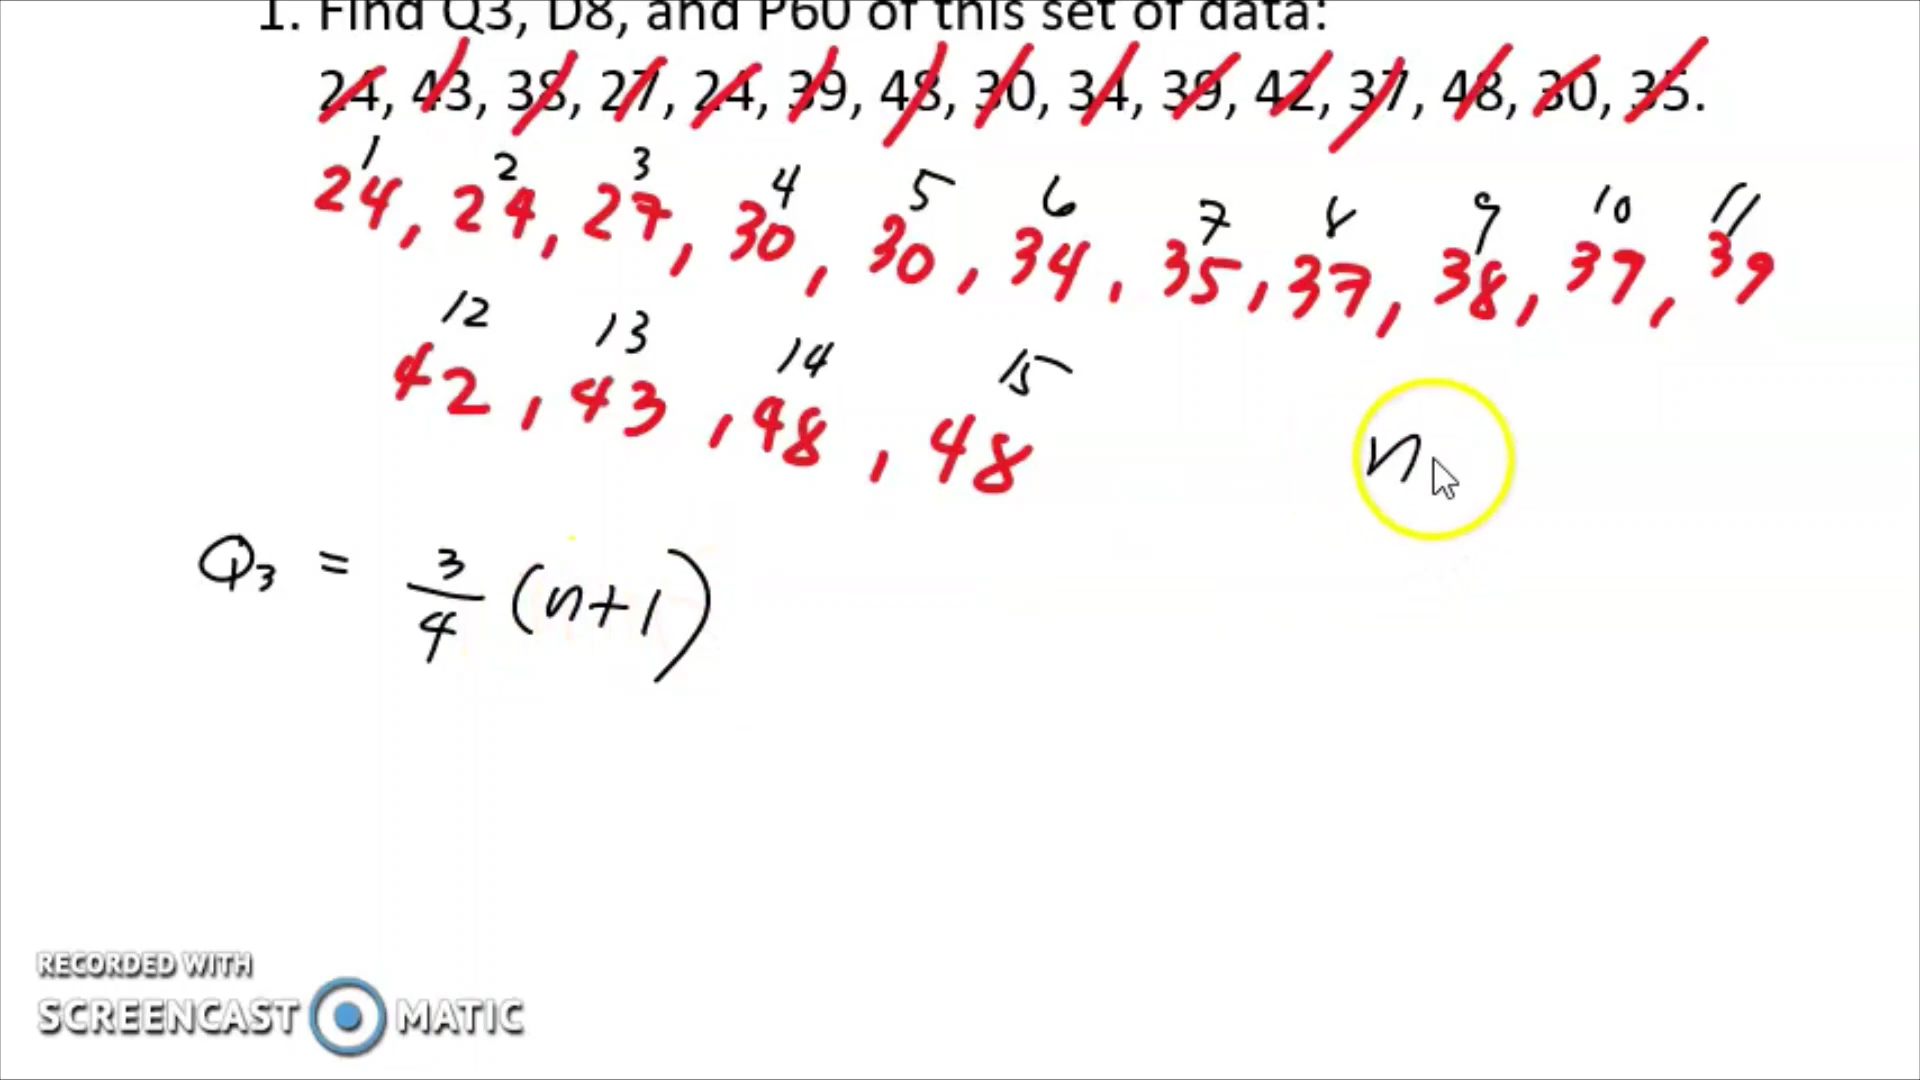 1. Find Q3, D8, and P60 of this set of data:
24, 43, 38, 27, 24, 39, 48, 30, 34, 39, 42, 37, 48, 30, 35.
1 2 3 4 5 6 7 8 9 10 11
24, 24, 27, 30, 30, 34, 35, 37, 38, 39, 39
12 13 14 15
42, 43, 48, 48
n
Q3 = 3/4 (n+1)
RECORDED WITH
SCREENCAST MATIC